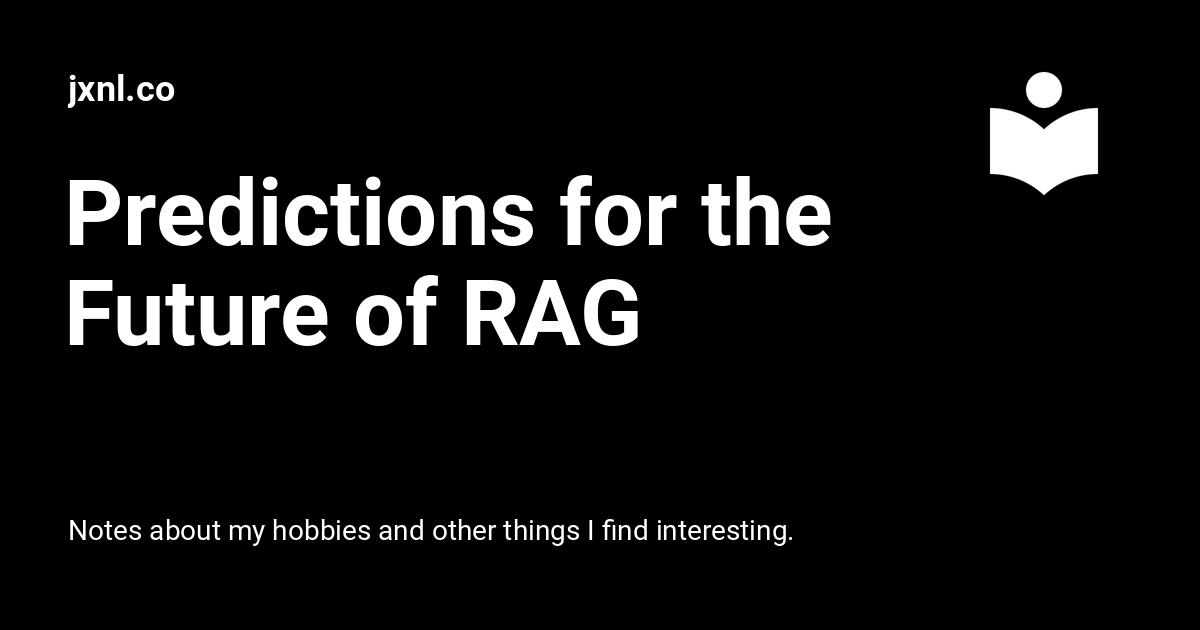 jxnl.co
Predictions for the
Future of RAG
Notes about my hobbies and other things I find interesting.